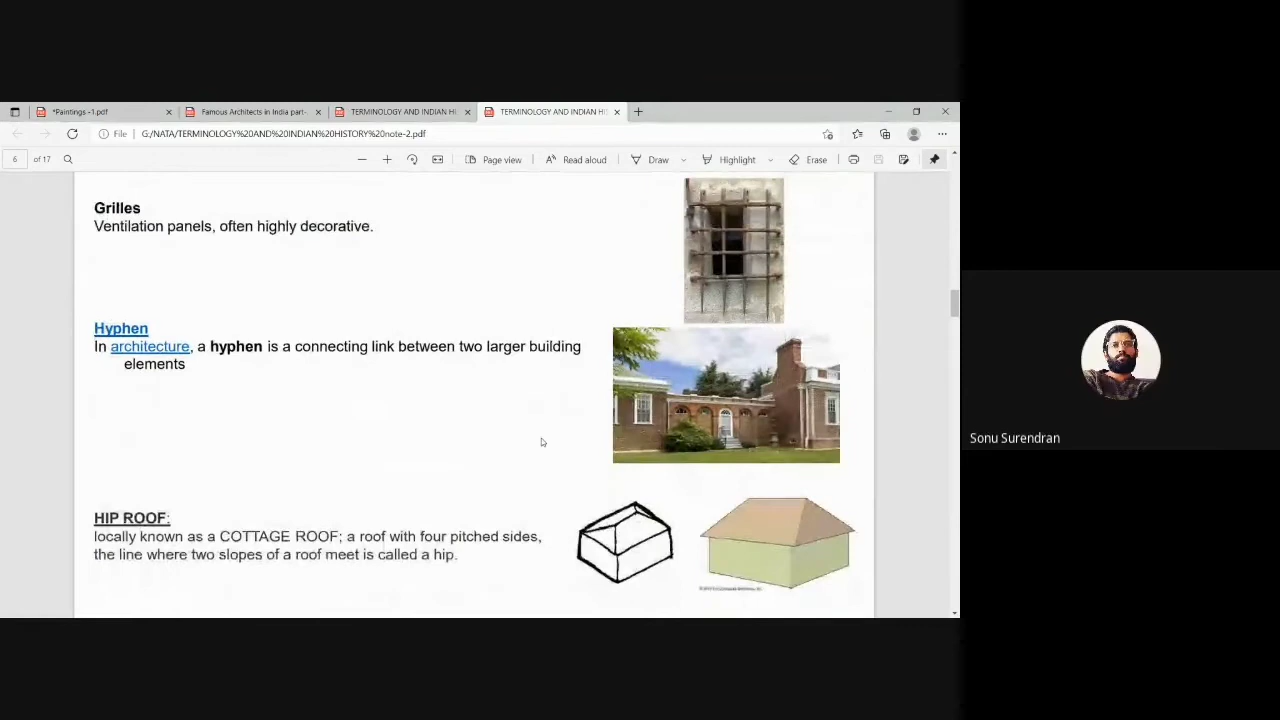 *Paintings -1.pdf
Famous Architects in India part-
TERMINOLOGY AND INDIAN HI
TERMINOLOGY AND INDIAN HI
File
G:/NATA/TERMINOLOGY%20AND%20INDIAN%20HISTORY%20note-2.pdf
6 of 17
Page view
Read aloud
Draw
Highlight
Erase
Grilles
Ventilation panels, often highly decorative.
Hyphen
In architecture, a hyphen is a connecting link between two larger building
elements
Sonu Surendran
HIP ROOF:
locally known as a COTTAGE ROOF; a roof with four pitched sides,
the line where two slopes of a roof meet is called a hip.